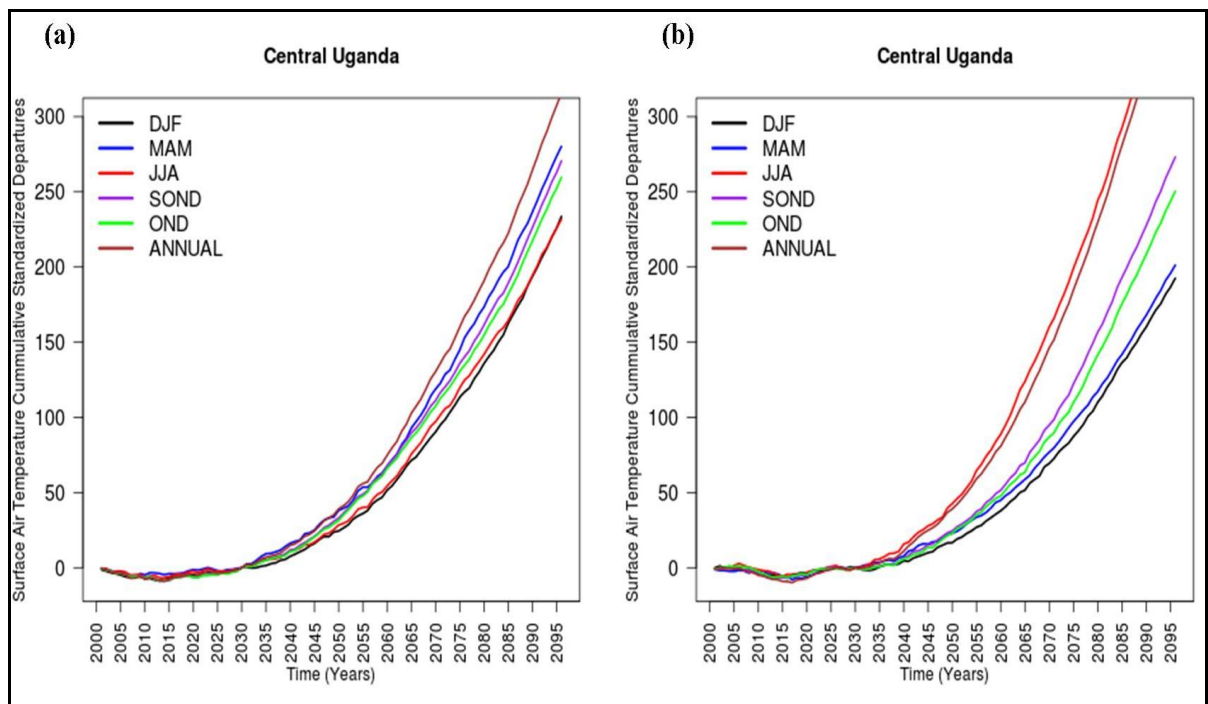 (a)
Central Uganda
Surface Air Temperature Cummulative Standardized Departures
300
250
200
150
100
50
0
DJF
MAM
JJA
SOND
OND
ANNUAL
2000 2005 2010 2015 2020 2025 2030 2035 2040 2045 2050 2055 2060 2065 2070 2075 2080 2085 2090 2095
Time (Years)
(b)
Central Uganda
Surface Air Temperature Cummulative Standardized Departures
300
250
200
150
100
50
0
DJF
MAM
JJA
SOND
OND
ANNUAL
2000 2005 2010 2015 2020 2025 2030 2035 2040 2045 2050 2055 2060 2065 2070 2075 2080 2085 2090 2095
Time (Years)